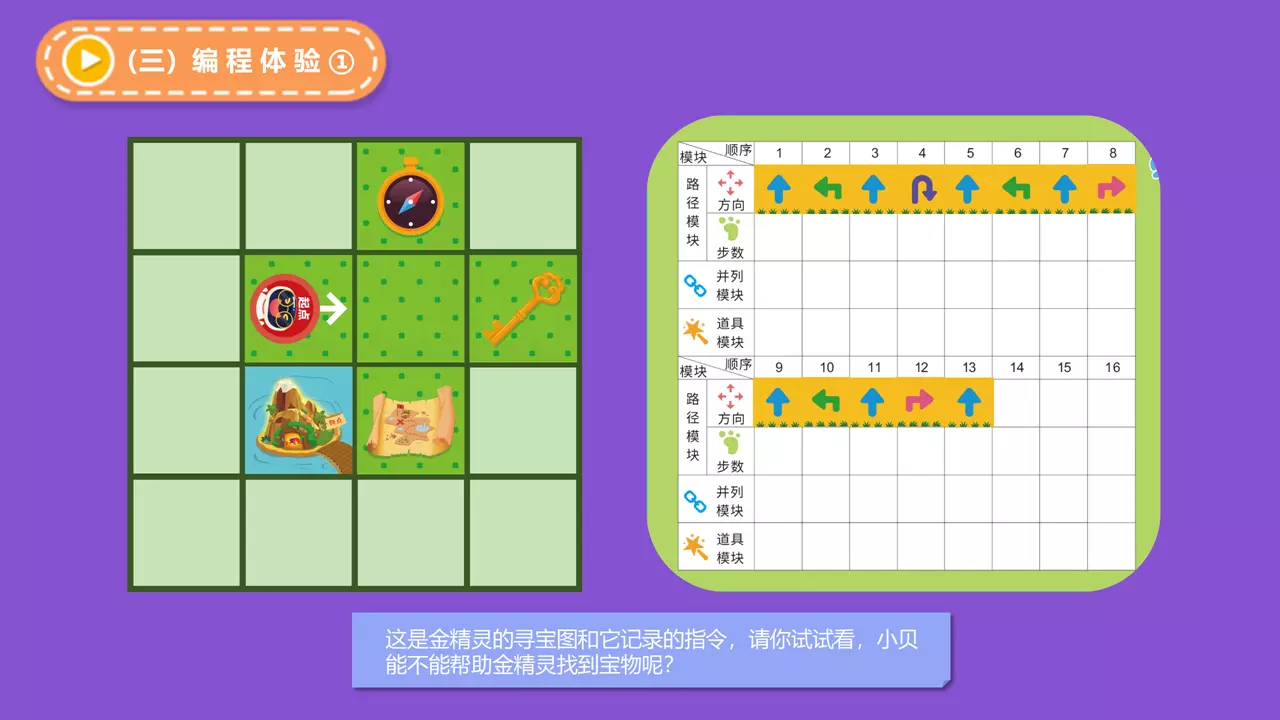 (三) 编程体验①
模块 顺序 1 2 3 4 5 6 7 8
路径模块 方向
步数
并列模块
道具模块
模块 顺序 9 10 11 12 13 14 15 16
路径模块 方向
步数
并列模块
道具模块
起点
终点
这是金精灵的寻宝图和它记录的指令，请你试试看，小贝
能不能帮助金精灵找到宝物呢？